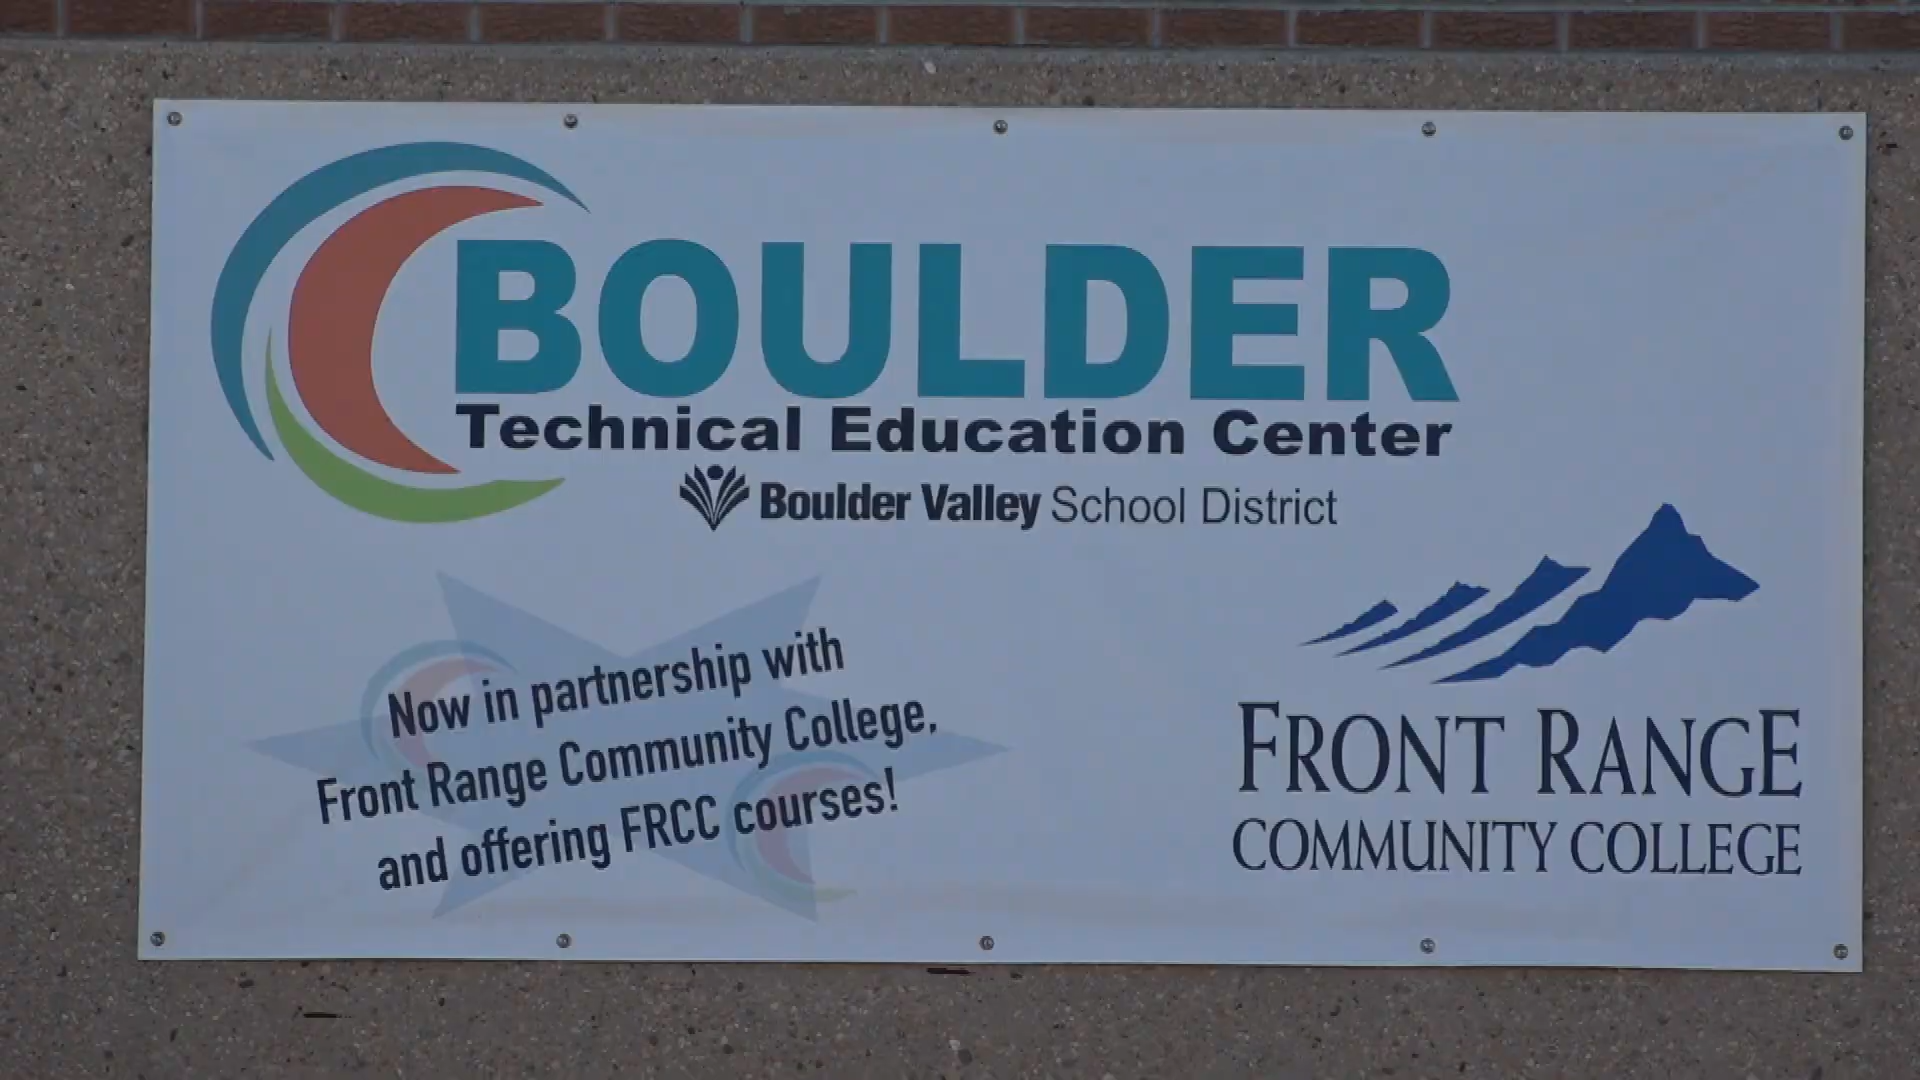 BOULDER
Technical Education Center
Boulder Valley School District
Now in partnership with
Front Range Community College,
and offering FRCC courses!
FRONT RANGE
COMMUNITY COLLEGE